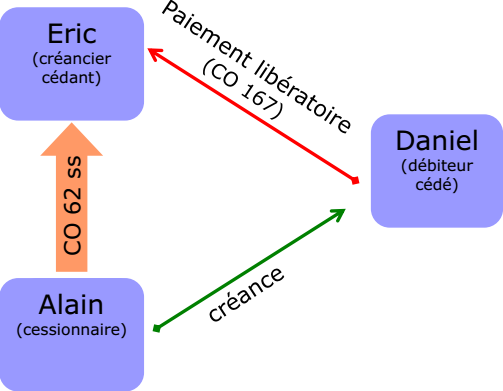 Eric
(créancier
cédant)
Paiement libératoire
(CO 167)
Daniel
(débiteur
cédé)
CO 62 ss
créance
Alain
(cessionnaire)